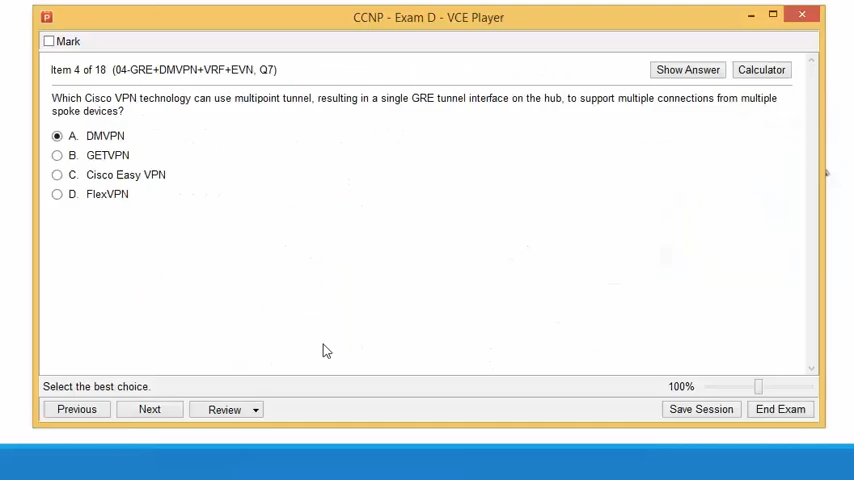 CCNP - Exam D - VCE Player
Mark
Item 4 of 18 (04-GRE+DMVPN+VRF+EVN, Q7)
Show Answer
Calculator
Which Cisco VPN technology can use multipoint tunnel, resulting in a single GRE tunnel interface on the hub, to support multiple connections from multiple
spoke devices?
A. DMVPN
B. GETVPN
C. Cisco Easy VPN
D. FlexVPN
Select the best choice.
100%
Previous
Next
Review
Save Session
End Exam